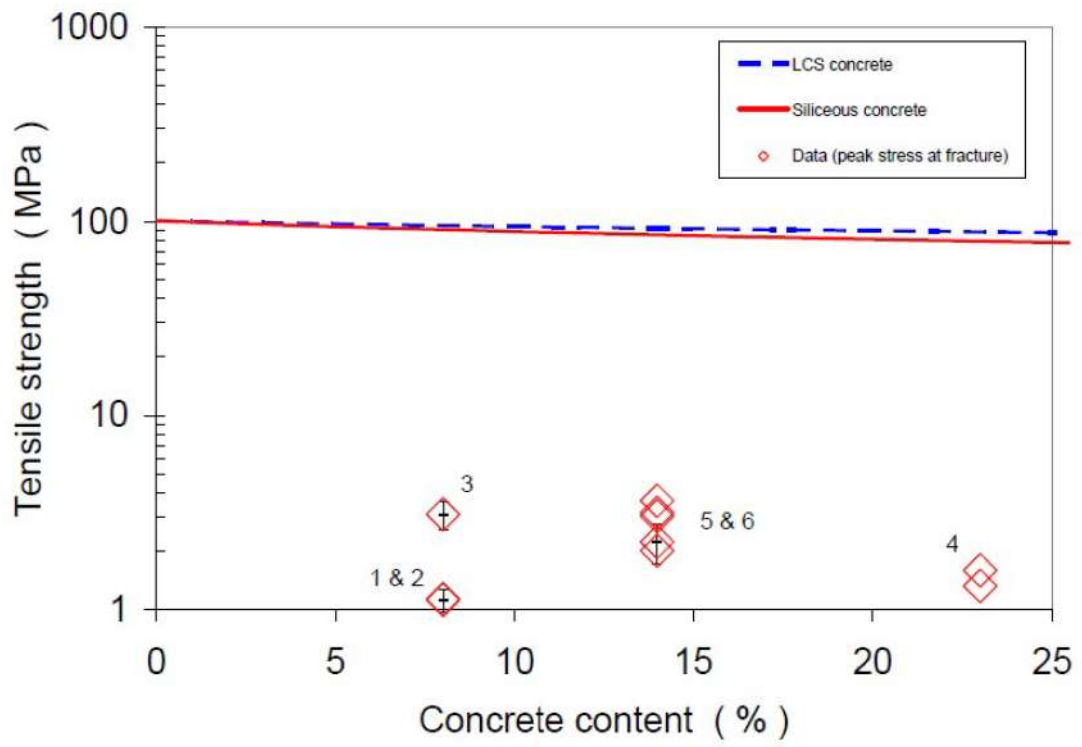 1000
100
10
1
Tensile strength ( MPa )
LCS concrete
Siliceous concrete
Data (peak stress at fracture)
3
1 & 2
5 & 6
4
0 5 10 15 20 25
Concrete content ( % )